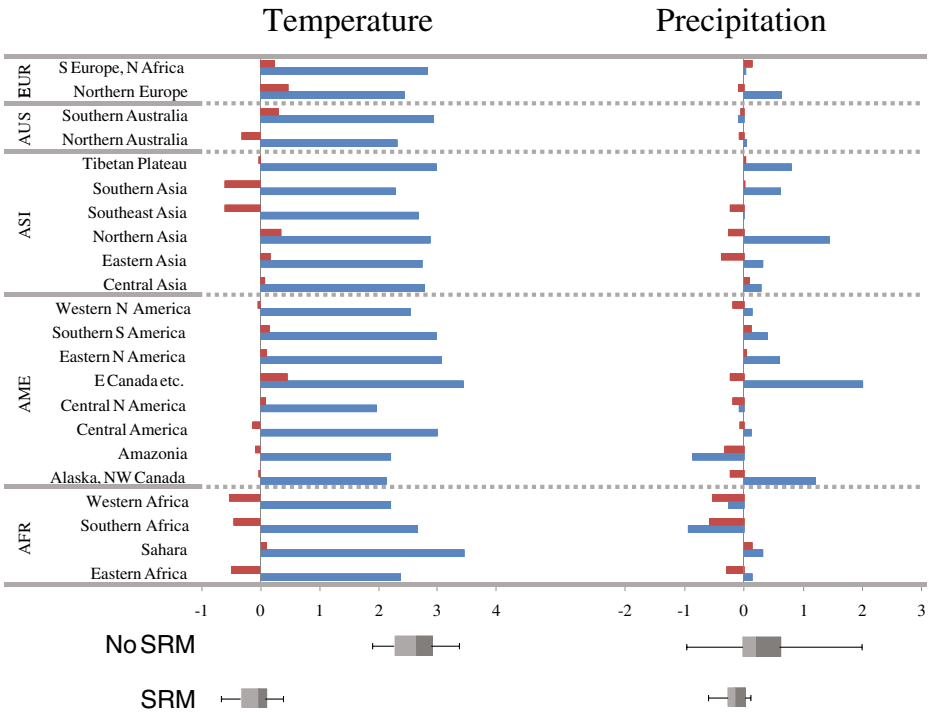 Temperature Precipitation
EUR
S Europe, N Africa
Northern Europe
AUS
Southern Australia
Northern Australia
ASI
Tibetan Plateau
Southern Asia
Southeast Asia
Northern Asia
Eastern Asia
Central Asia
AME
Western N America
Southern S America
Eastern N America
E Canada etc.
Central N America
Central America
Amazonia
Alaska, NW Canada
AFR
Western Africa
Southern Africa
Sahara
Eastern Africa
-1 0 1 2 3 4 -2 -1 0 1 2 3
No SRM
SRM